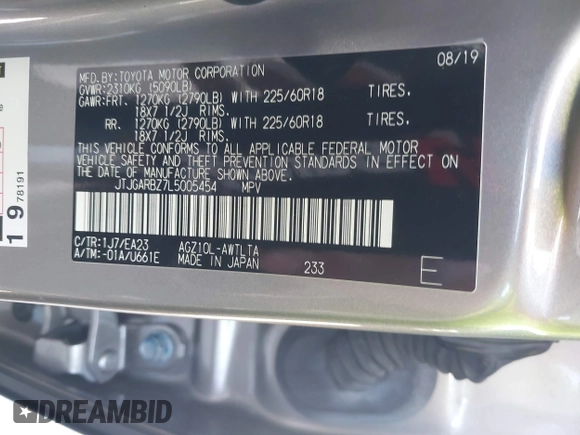 MFD.BY:TOYOTA MOTOR CORPORATION 08/19
GVWR:2310KG (5090LB)
GAWR:FRT. 1270KG (2790LB) WITH 225/60R18 TIRES,
18X7 1/2J RIMS.
RR. 1270KG (2790LB) WITH 225/60R18 TIRES,
18X7 1/2J RIMS.
THIS VEHICLE CONFORMS TO ALL APPLICABLE FEDERAL MOTOR
VEHICLE SAFETY AND THEFT PREVENTION STANDARDS IN EFFECT ON
THE DATE OF MANUFACTURE SHOWN ABOVE.
JTJGARBZ7L5005454 MPV
C/TR:1J7/EA23 AGZ10L-AWTLTA
A/TM:-01A/U661E MADE IN JAPAN 233
E
19 78191
DREAMBID